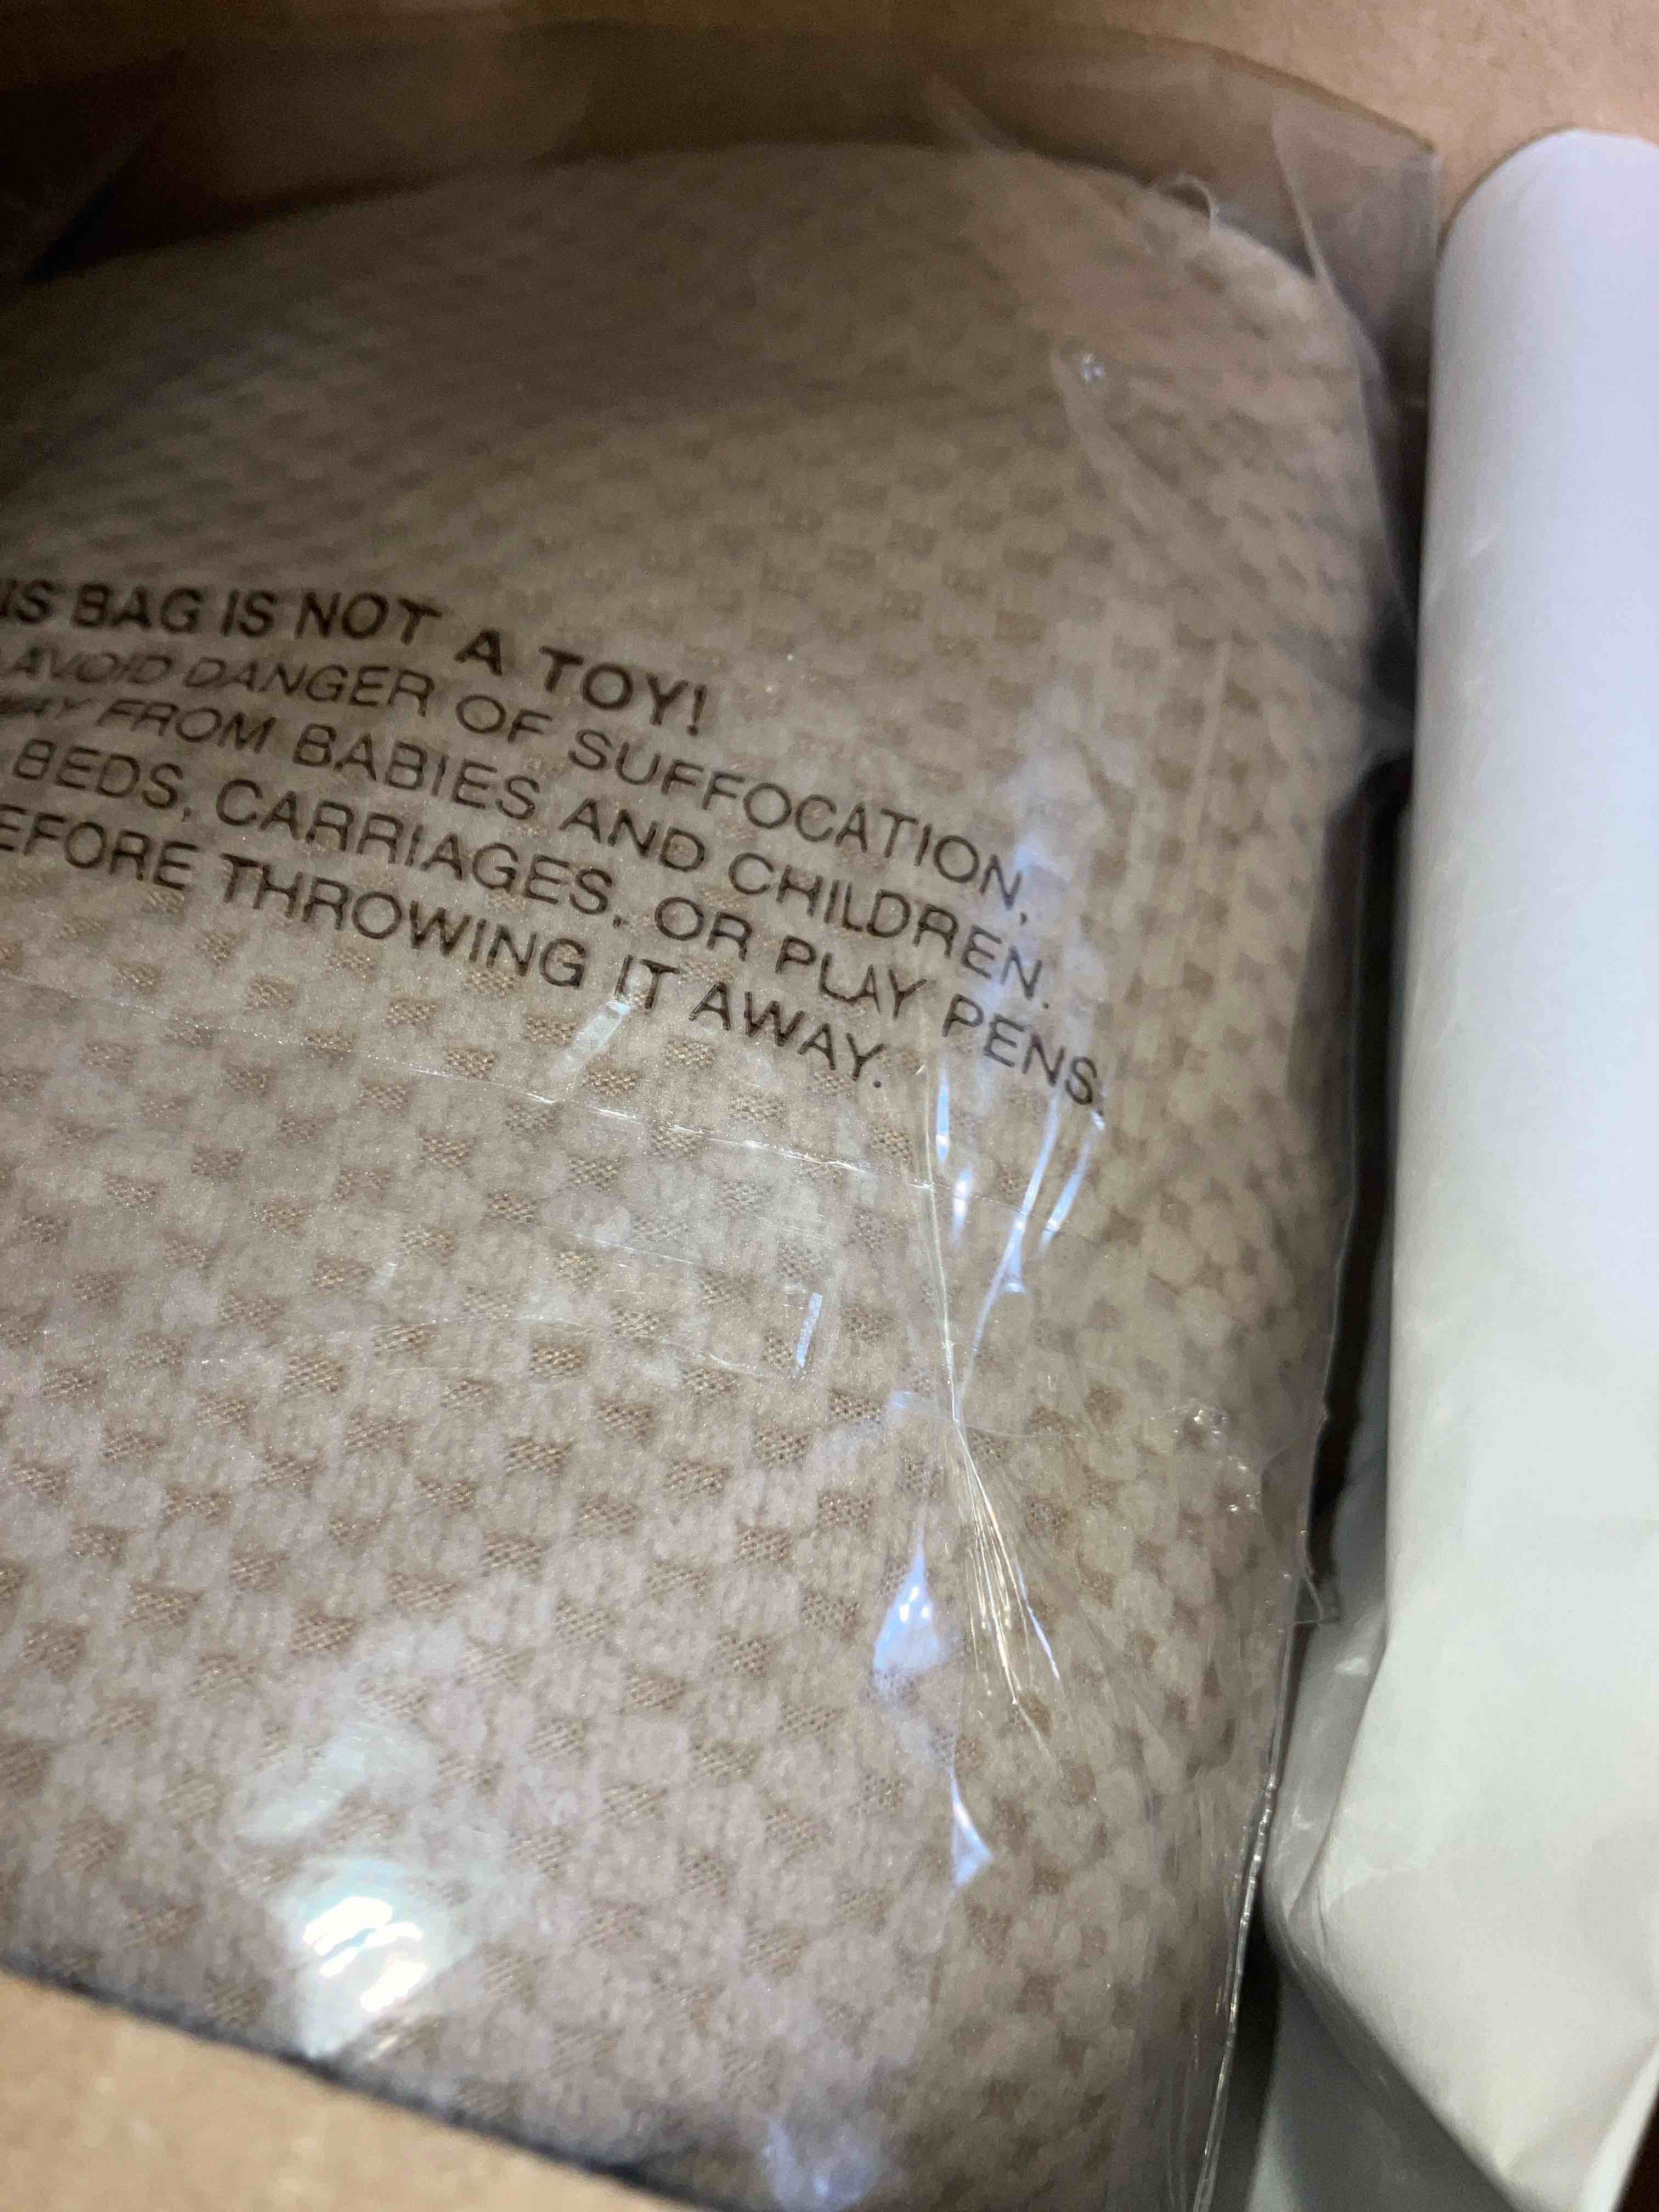 IS BAG IS NOT A TOY!
AVOID DANGER OF SUFFOCATION,
AY FROM BABIES AND CHILDREN.
BEDS, CARRIAGES, OR PLAY PENS.
EFORE THROWING IT AWAY.